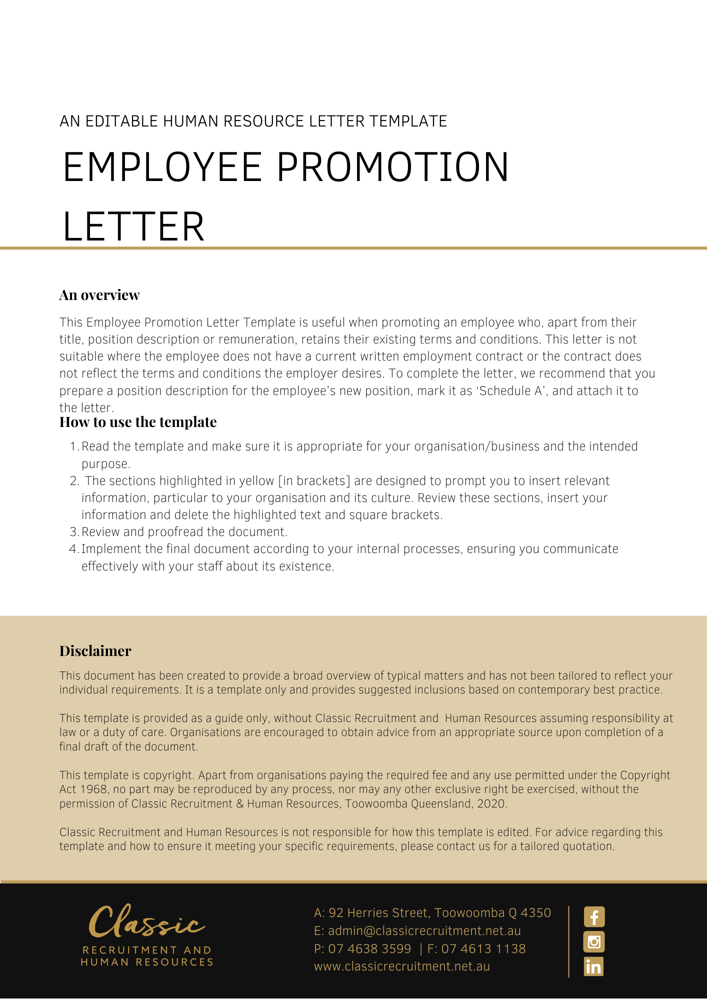 AN EDITABLE HUMAN RESOURCE LETTER TEMPLATE
EMPLOYEE PROMOTION
LETTER
An overview
This Employee Promotion Letter Template is useful when promoting an employee who, apart from their
title, position description or remuneration, retains their existing terms and conditions. This letter is not
suitable where the employee does not have a current written employment contract or the contract does
not reflect the terms and conditions the employer desires. To complete the letter, we recommend that you
prepare a position description for the employee’s new position, mark it as ‘Schedule A’, and attach it to
the letter.
How to use the template
1. Read the template and make sure it is appropriate for your organisation/business and the intended
purpose.
2. The sections highlighted in yellow [in brackets] are designed to prompt you to insert relevant
information, particular to your organisation and its culture. Review these sections, insert your
information and delete the highlighted text and square brackets.
3. Review and proofread the document.
4. Implement the final document according to your internal processes, ensuring you communicate
effectively with your staff about its existence.
Disclaimer
This document has been created to provide a broad overview of typical matters and has not been tailored to reflect your
individual requirements. It is a template only and provides suggested inclusions based on contemporary best practice.
This template is provided as a guide only, without Classic Recruitment and Human Resources assuming responsibility at
law or a duty of care. Organisations are encouraged to obtain advice from an appropriate source upon completion of a
final draft of the document.
This template is copyright. Apart from organisations paying the required fee and any use permitted under the Copyright
Act 1968, no part may be reproduced by any process, nor may any other exclusive right be exercised, without the
permission of Classic Recruitment & Human Resources, Toowoomba Queensland, 2020.
Classic Recruitment and Human Resources is not responsible for how this template is edited. For advice regarding this
template and how to ensure it meeting your specific requirements, please contact us for a tailored quotation.
Classic
RECRUITMENT AND
HUMAN RESOURCES
A: 92 Herries Street, Toowoomba Q 4350
E: admin@classicrecruitment.net.au
P: 07 4638 3599 | F: 07 4613 1138
www.classicrecruitment.net.au